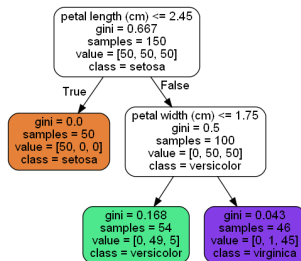 petal length (cm) <= 2.45
gini = 0.667
samples = 150
value = [50, 50, 50]
class = setosa
True
False
gini = 0.0
samples = 50
value = [50, 0, 0]
class = setosa
petal width (cm) <= 1.75
gini = 0.5
samples = 100
value = [0, 50, 50]
class = versicolor
gini = 0.168
samples = 54
value = [0, 49, 5]
class = versicolor
gini = 0.043
samples = 46
value = [0, 1, 45]
class = virginica